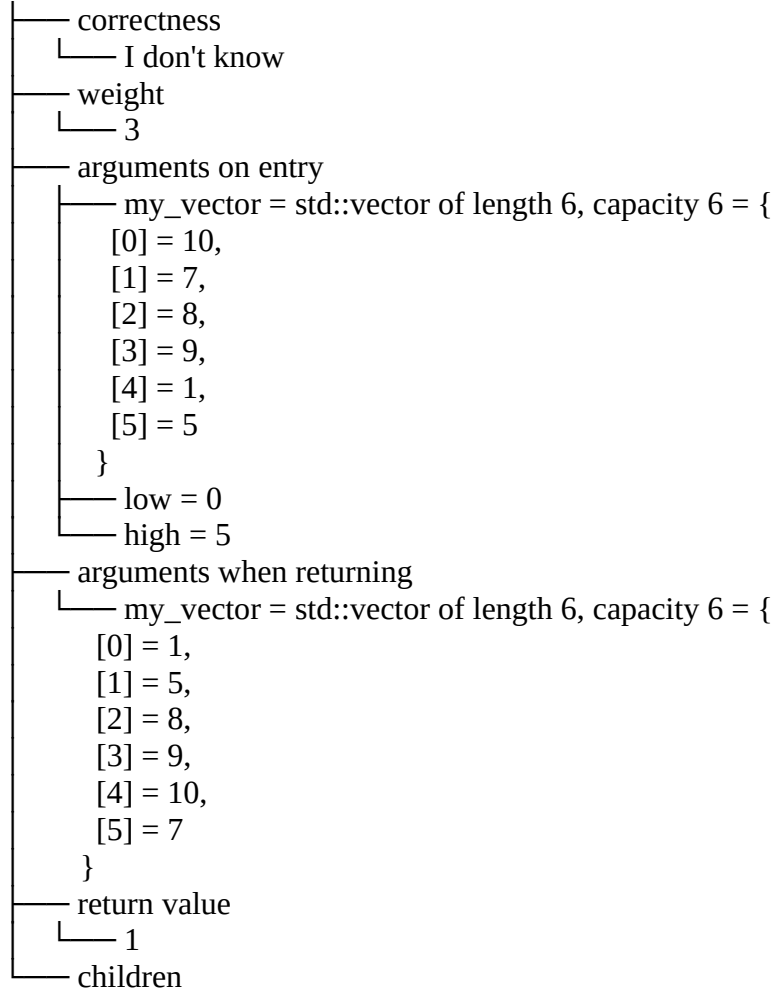 correctness
I don't know
weight
3
arguments on entry
my_vector = std::vector of length 6, capacity 6 = {
[0] = 10,
[1] = 7,
[2] = 8,
[3] = 9,
[4] = 1,
[5] = 5
}
low = 0
high = 5
arguments when returning
my_vector = std::vector of length 6, capacity 6 = {
[0] = 1,
[1] = 5,
[2] = 8,
[3] = 9,
[4] = 10,
[5] = 7
}
return value
1
children